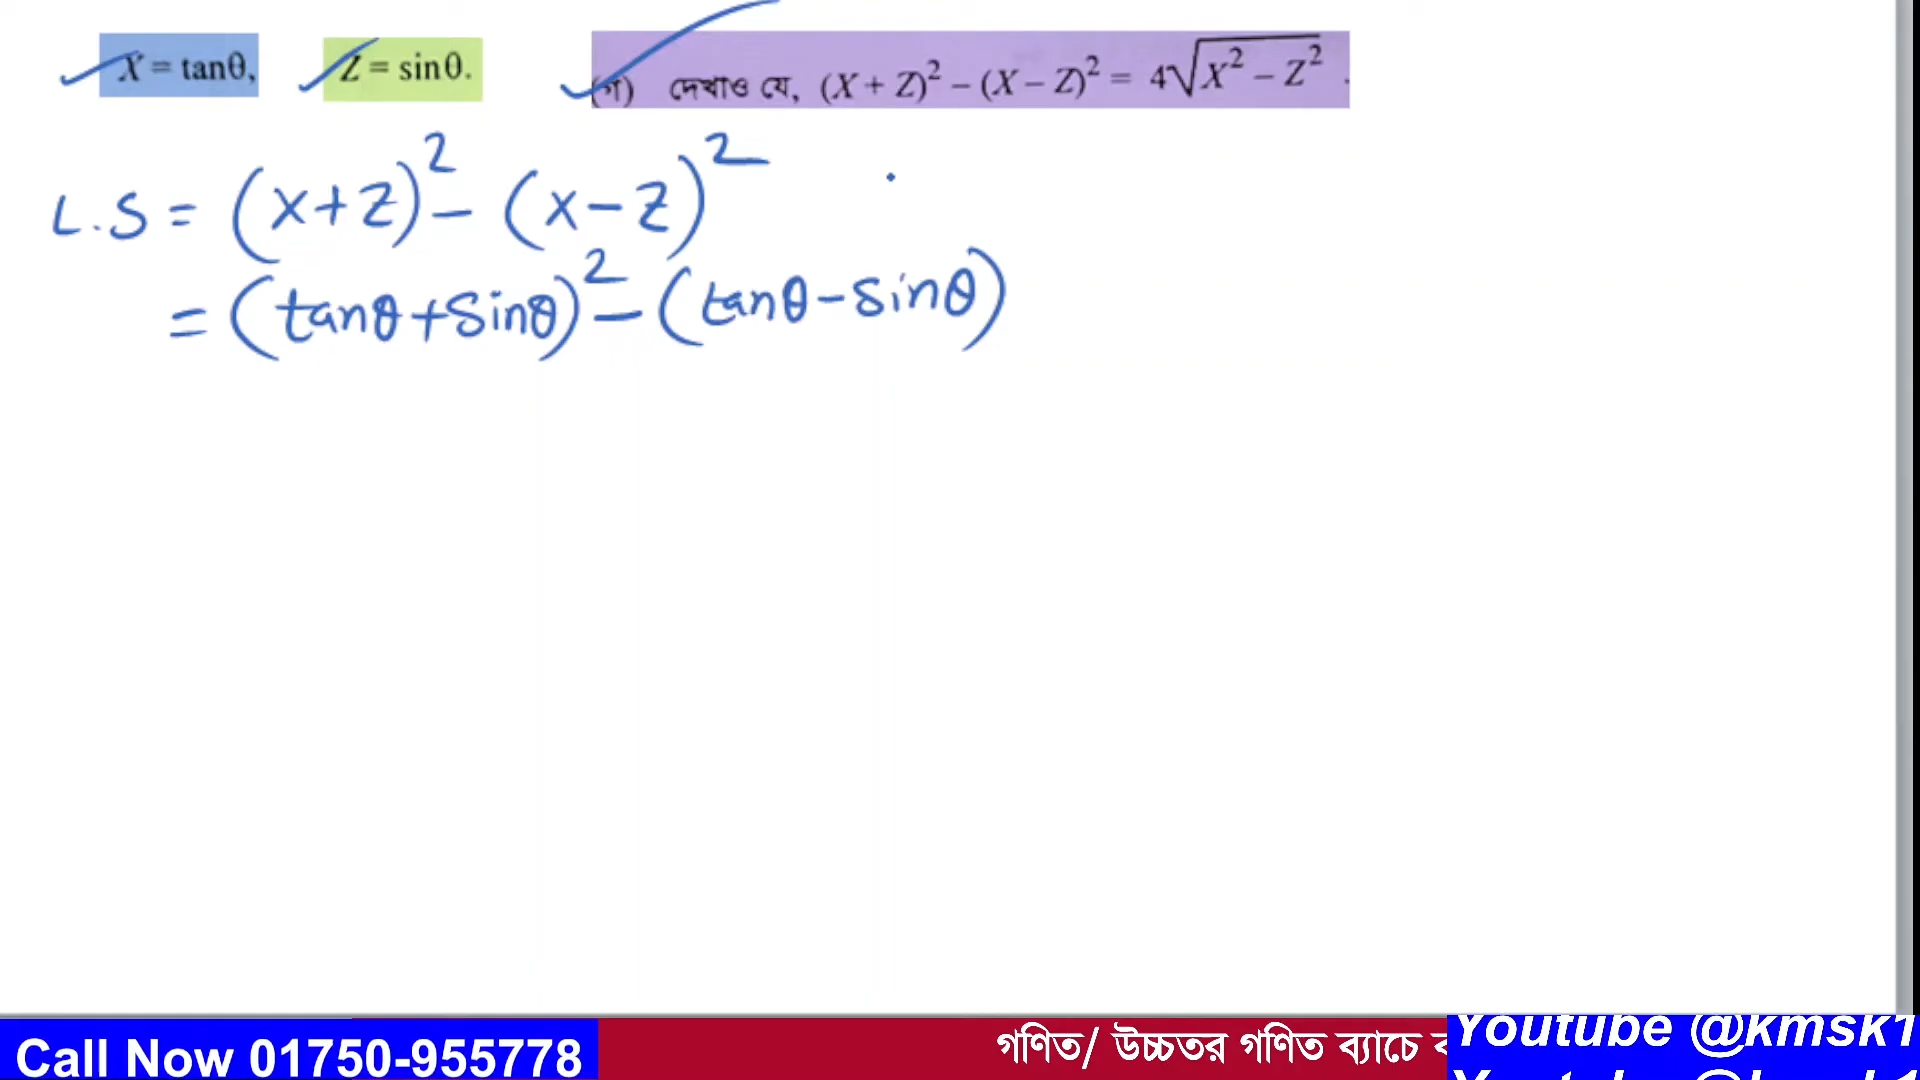 X = tanθ, Z = sinθ. (গ) দেখাও যে, (X + Z)² – (X – Z)² = 4√X² – Z² .
L.S = (x+z)² – (x–z)²
= (tanθ+sinθ)² – (tanθ–sinθ)
Call Now 01750-955778
গণিত/ উচ্চতর গণিত ব্যাচে
Youtube @kmsk1